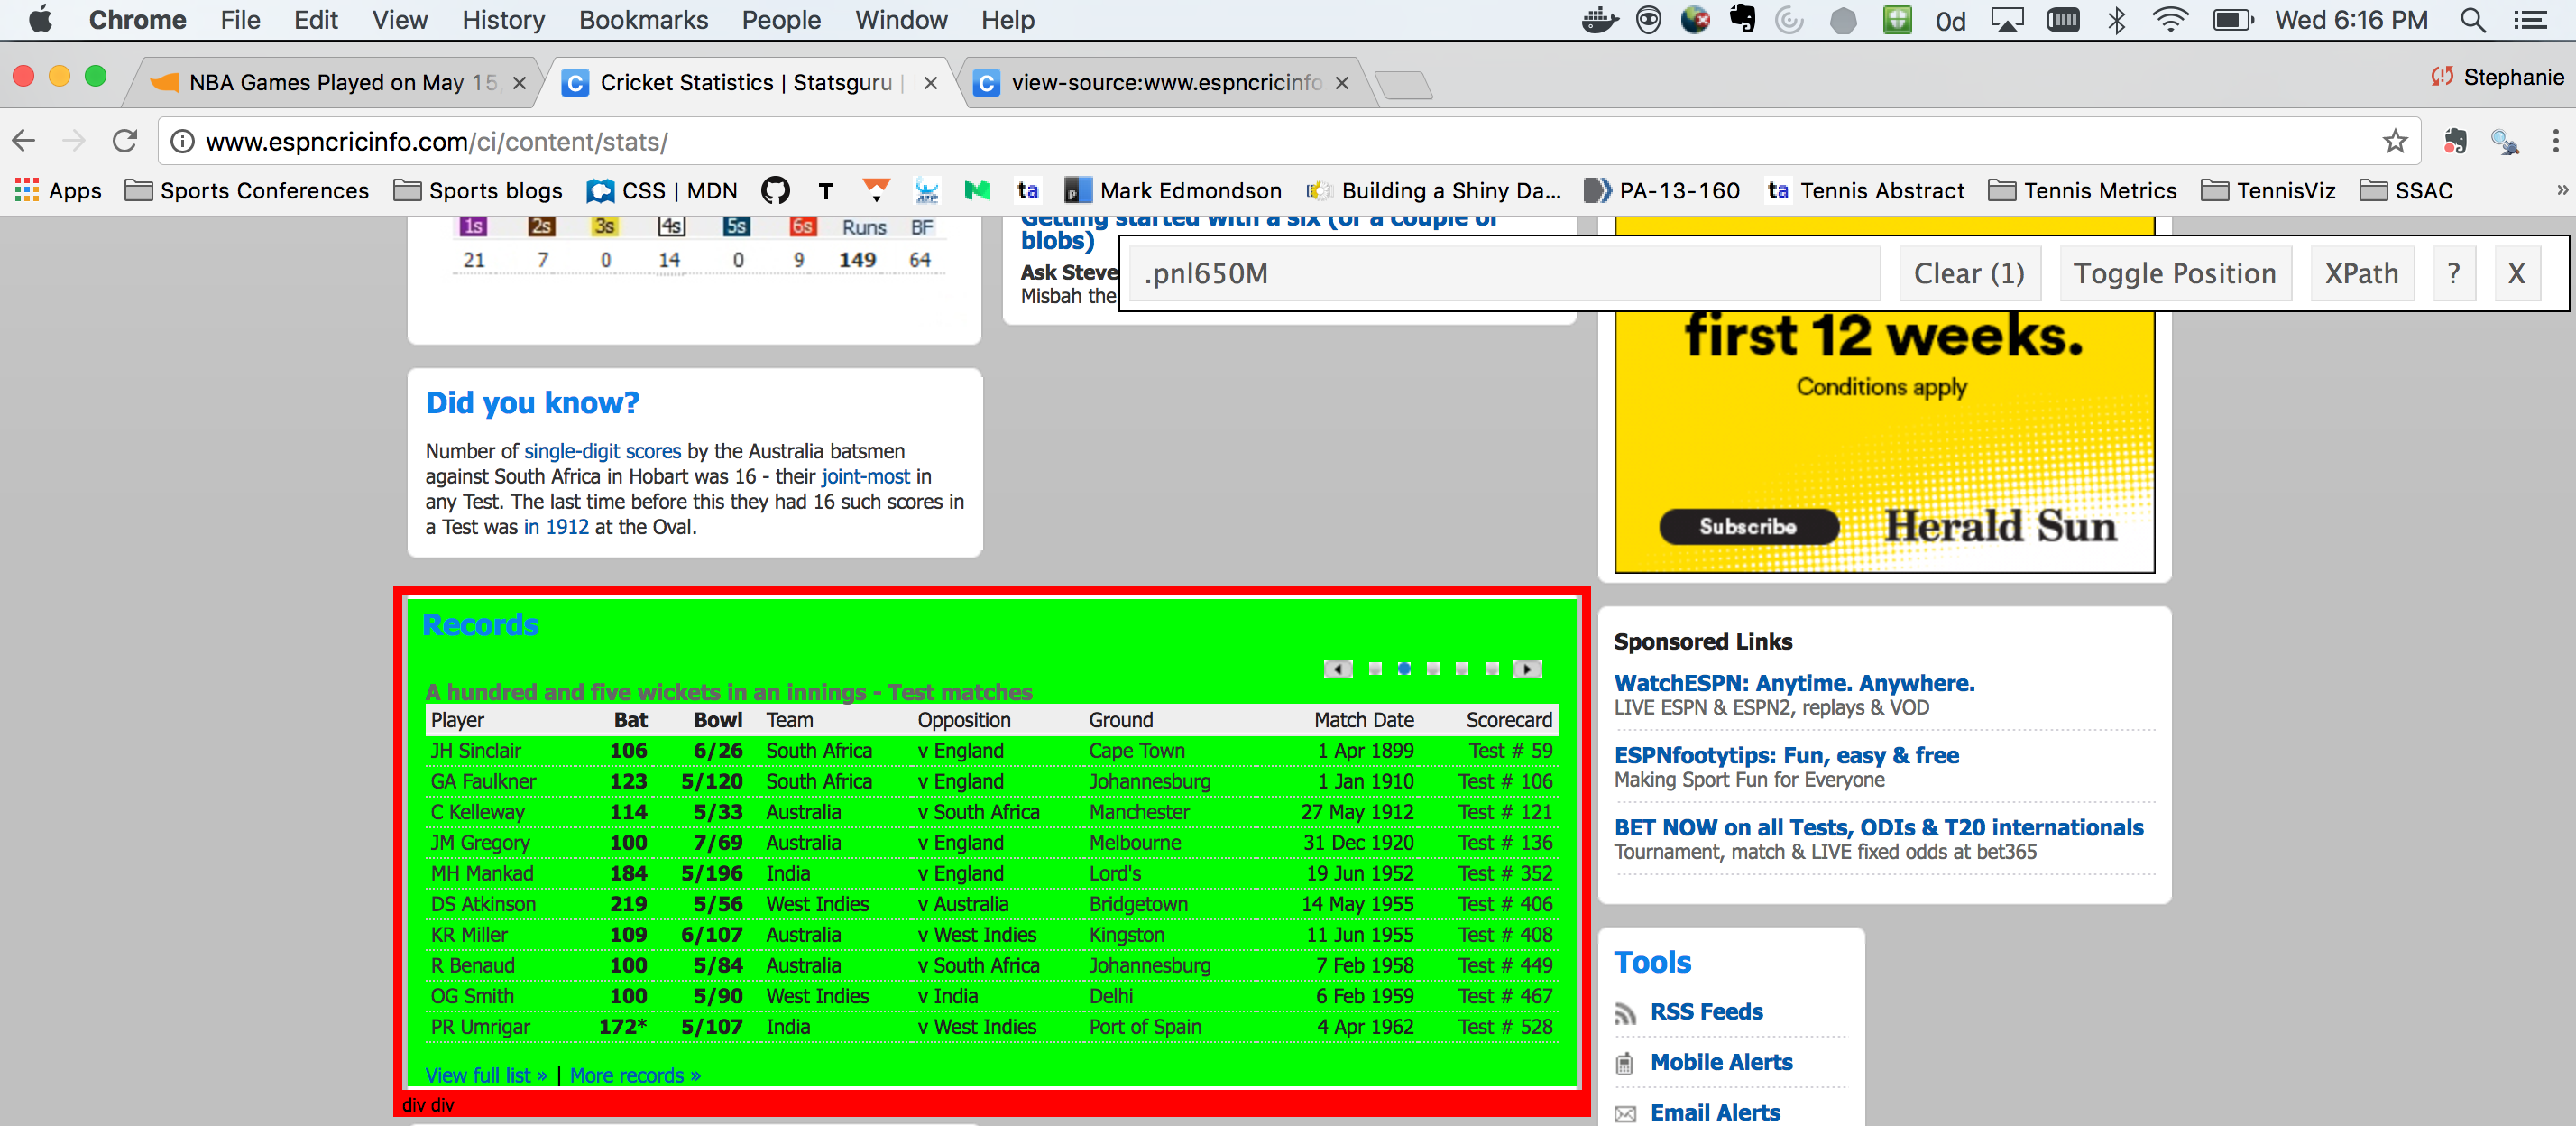 Chrome File Edit View History Bookmarks People Window Help 0d Wed 6:16 PM
NBA Games Played on May 15, Cricket Statistics | Statsguru | view-source:www.espncricinfo Stephanie
www.espncricinfo.com/ci/content/stats/
Apps Sports Conferences Sports blogs CSS | MDN T ta Mark Edmondson Building a Shiny Da... PA-13-160 ta Tennis Abstract Tennis Metrics TennisViz SSAC »
1s 2s 3s 4s 5s 6s Runs BF
21 7 0 14 0 9 149 64
Getting started with a six (or a couple of
blobs)
Ask Steve
Misbah the
.pnl650M Clear (1) Toggle Position XPath ? X
first 12 weeks.
Conditions apply
Subscribe Herald Sun
Did you know?
Number of single-digit scores by the Australia batsmen
against South Africa in Hobart was 16 - their joint-most in
any Test. The last time before this they had 16 such scores in
a Test was in 1912 at the Oval.
Records
A hundred and five wickets in an innings - Test matches
Player Bat Bowl Team Opposition Ground Match Date Scorecard
JH Sinclair 106 6/26 South Africa v England Cape Town 1 Apr 1899 Test # 59
GA Faulkner 123 5/120 South Africa v England Johannesburg 1 Jan 1910 Test # 106
C Kelleway 114 5/33 Australia v South Africa Manchester 27 May 1912 Test # 121
JM Gregory 100 7/69 Australia v England Melbourne 31 Dec 1920 Test # 136
MH Mankad 184 5/196 India v England Lord's 19 Jun 1952 Test # 352
DS Atkinson 219 5/56 West Indies v Australia Bridgetown 14 May 1955 Test # 406
KR Miller 109 6/107 Australia v West Indies Kingston 11 Jun 1955 Test # 408
R Benaud 100 5/84 Australia v South Africa Johannesburg 7 Feb 1958 Test # 449
OG Smith 100 5/90 West Indies v India Delhi 6 Feb 1959 Test # 467
PR Umrigar 172* 5/107 India v West Indies Port of Spain 4 Apr 1962 Test # 528
View full list » | More records »
div div
Sponsored Links
WatchESPN: Anytime. Anywhere.
LIVE ESPN & ESPN2, replays & VOD
ESPNfootytips: Fun, easy & free
Making Sport Fun for Everyone
BET NOW on all Tests, ODIs & T20 internationals
Tournament, match & LIVE fixed odds at bet365
Tools
RSS Feeds
Mobile Alerts
Email Alerts